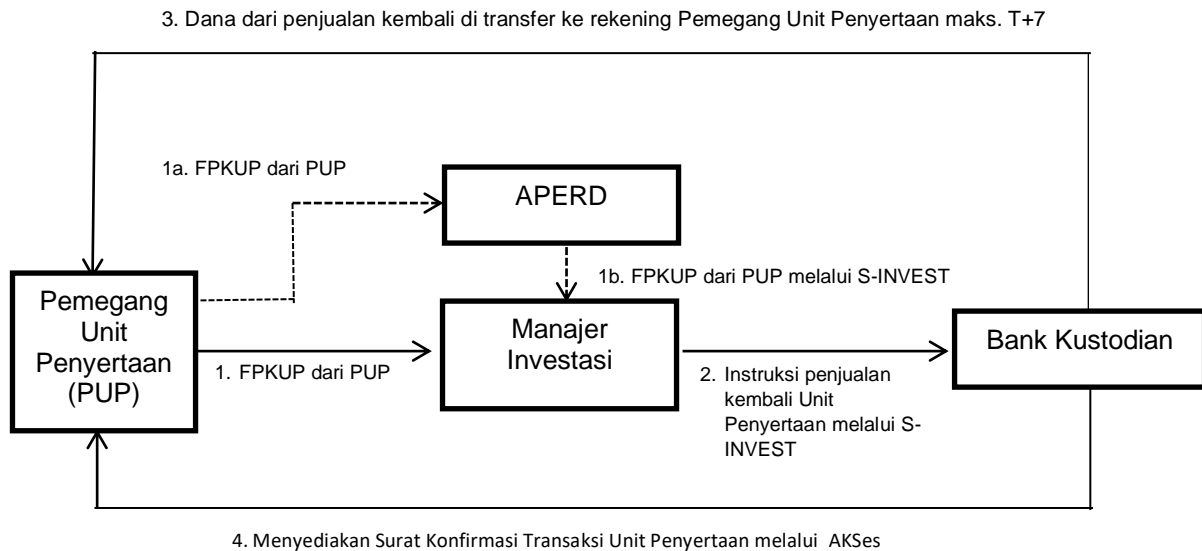 3. Dana dari penjualan kembali di transfer ke rekening Pemegang Unit Penyertaan maks. T+7
1a. FPKUP dari PUP
APERD
1b. FPKUP dari PUP melalui S-INVEST
Pemegang
Unit
Penyertaan
(PUP)
1. FPKUP dari PUP
Manajer
Investasi
2. Instruksi penjualan
kembali Unit
Penyertaan melalui S-
INVEST
Bank Kustodian
4. Menyediakan Surat Konfirmasi Transaksi Unit Penyertaan melalui AKSes